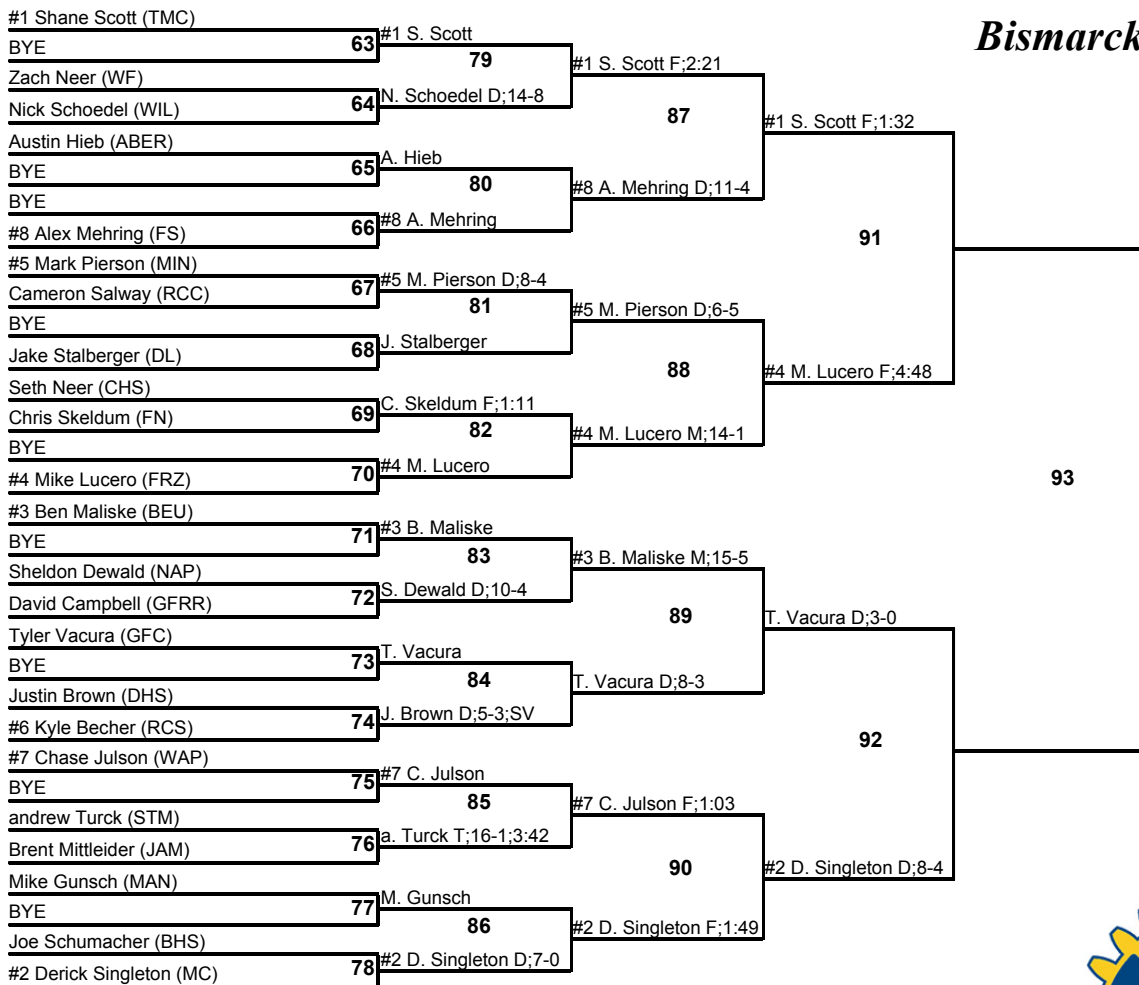 #1 Shane Scott (TMC)
Bismarck
BYE
63
#1 S. Scott
79
#1 S. Scott F;2:21
Zach Neer (WF)
Nick Schoedel (WIL)
64
N. Schoedel D;14-8
87
#1 S. Scott F;1:32
Austin Hieb (ABER)
BYE
65
A. Hieb
80
#8 A. Mehring D;11-4
BYE
#8 Alex Mehring (FS)
66
#8 A. Mehring
91
#5 Mark Pierson (MIN)
Cameron Salway (RCC)
67
#5 M. Pierson D;8-4
81
#5 M. Pierson D;6-5
BYE
Jake Stalberger (DL)
68
J. Stalberger
88
#4 M. Lucero F;4:48
Seth Neer (CHS)
Chris Skeldum (FN)
69
C. Skeldum F;1:11
82
#4 M. Lucero M;14-1
BYE
#4 Mike Lucero (FRZ)
70
#4 M. Lucero
93
#3 Ben Maliske (BEU)
BYE
71
#3 B. Maliske
83
#3 B. Maliske M;15-5
Sheldon Dewald (NAP)
David Campbell (GFRR)
72
S. Dewald D;10-4
89
T. Vacura D;3-0
Tyler Vacura (GFC)
BYE
73
T. Vacura
84
T. Vacura D;8-3
Justin Brown (DHS)
#6 Kyle Becher (RCS)
74
J. Brown D;5-3;SV
92
#7 Chase Julson (WAP)
BYE
75
#7 C. Julson
85
#7 C. Julson F;1:03
andrew Turck (STM)
Brent Mittleider (JAM)
76
a. Turck T;16-1;3:42
90
#2 D. Singleton D;8-4
Mike Gunsch (MAN)
BYE
77
M. Gunsch
86
#2 D. Singleton F;1:49
Joe Schumacher (BHS)
#2 Derick Singleton (MC)
78
#2 D. Singleton D;7-0